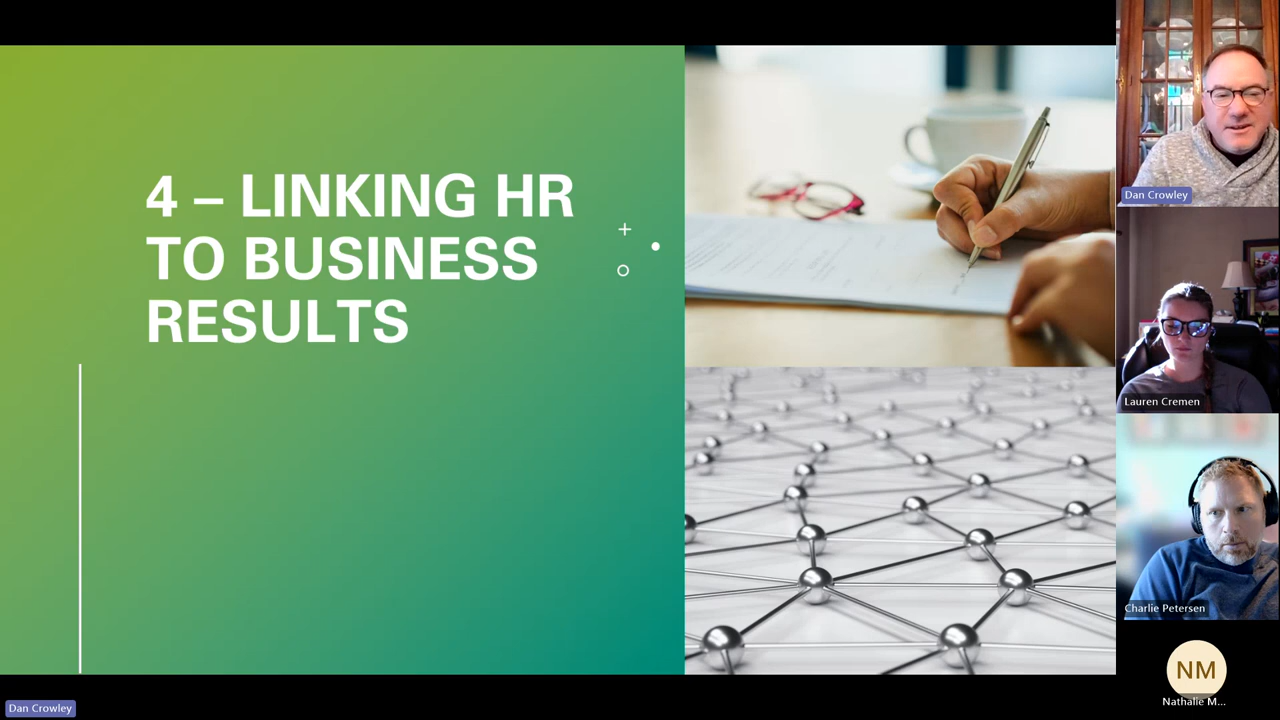 4 – LINKING HR
TO BUSINESS
RESULTS
Dan Crowley
Lauren Cremen
Charlie Petersen
NM
Nathalie M...
Dan Crowley